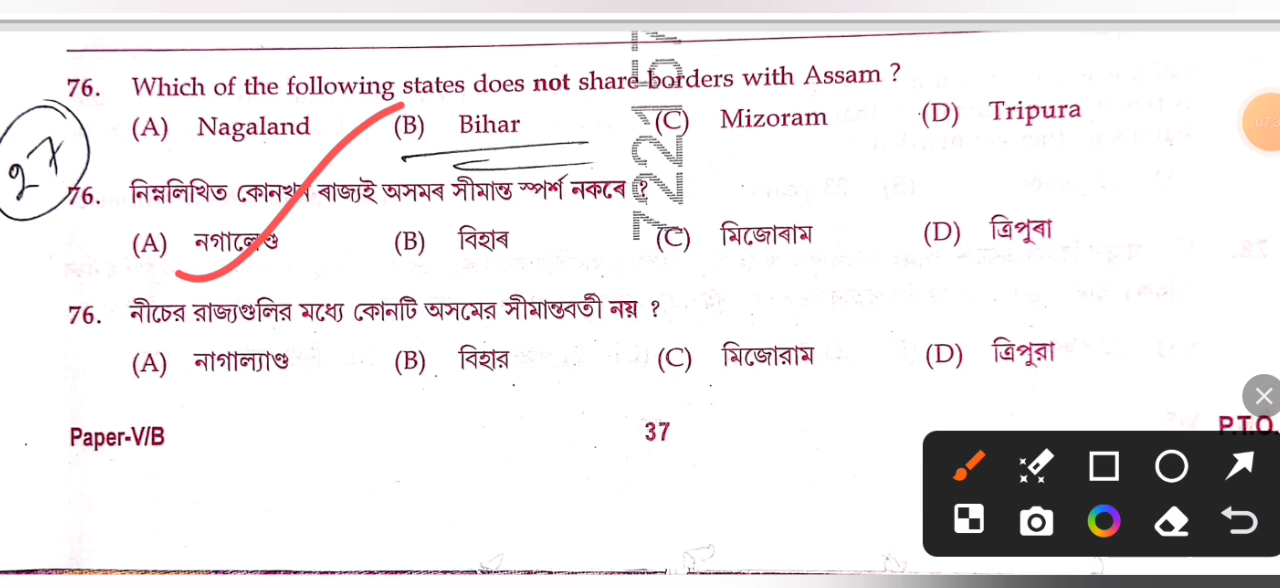 76. Which of the following states does not share borders with Assam ?
(A) Nagaland (B) Bihar (C) Mizoram (D) Tripura
27
76. নিম্নলিখিত কোনখন ৰাজ্যই অসমৰ সীমান্ত স্পৰ্শ নকৰে ?
(A) নগালেণ্ড (B) বিহাৰ (C) মিজোৰাম (D) ত্ৰিপুৰা
76. নীচের রাজ্যগুলির মধ্যে কোনটি অসমের সীমান্তবর্তী নয় ?
(A) নাগাল্যাণ্ড (B) বিহার (C) মিজোরাম (D) ত্রিপুরা
Paper-V/B 37 P.T.O.